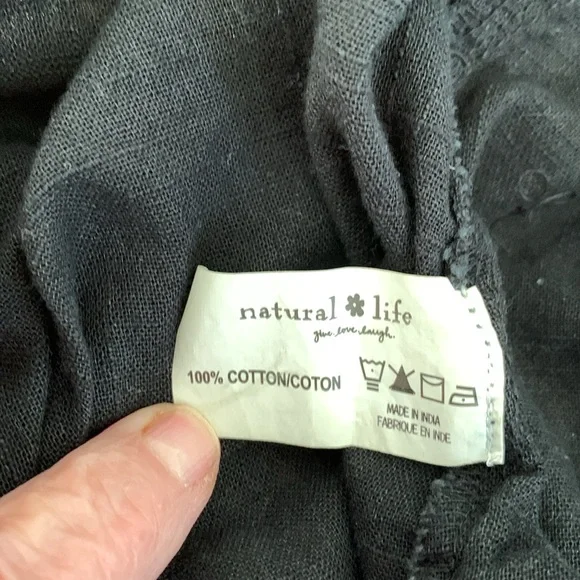 natural life
give.love.laugh.
100% COTTON/COTON
MADE IN INDIA
FABRIQUE EN INDE